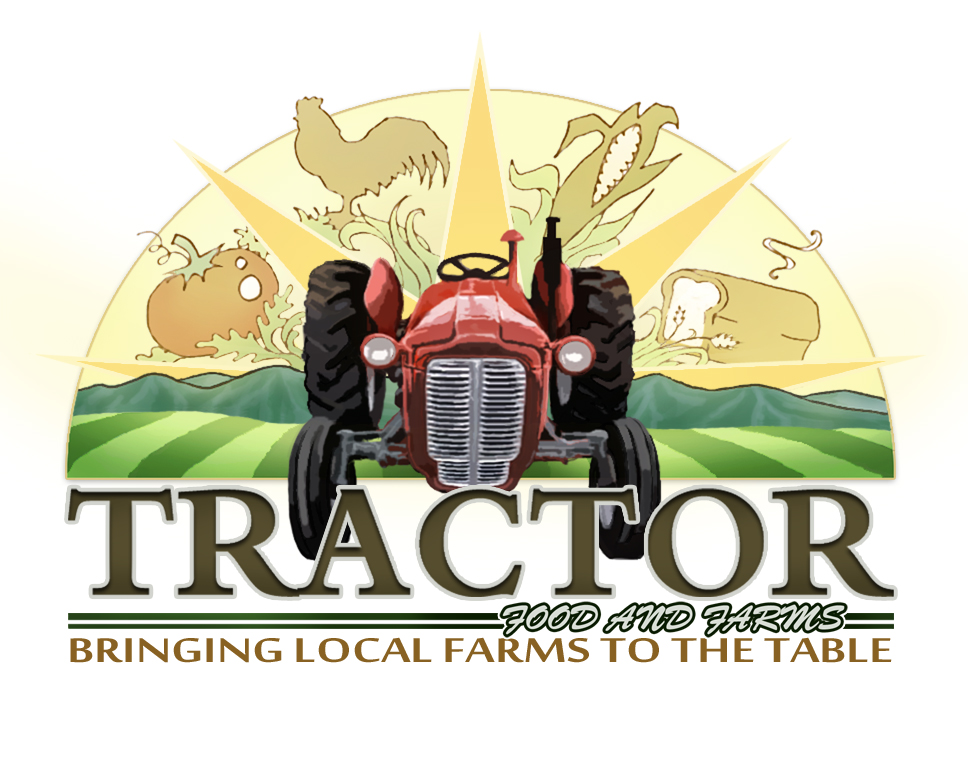 TRACTOR
FOOD AND FARMS
BRINGING LOCAL FARMS TO THE TABLE